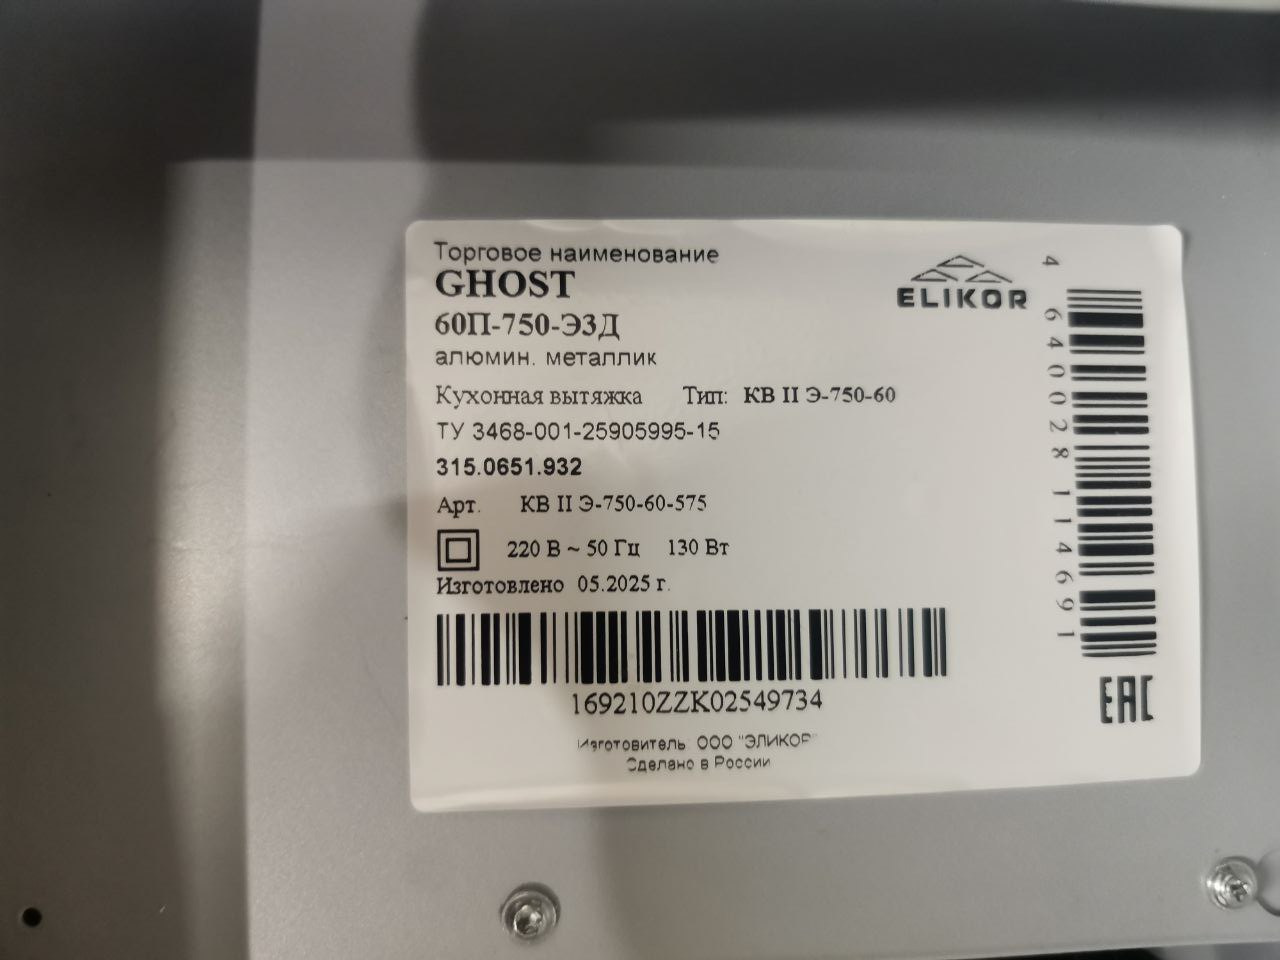 Торговое наименование
GHOST
60П-750-Э3Д
алюмин. металлик
Кухонная вытяжка Тип: КВ II Э-750-60
ТУ 3468-001-25905995-15
315.0651.932
Арт. КВ II Э-750-60-575
220 В ~ 50 Гц 130 Вт
Изготовлено 05.2025 г.
169210ZZK02549734
Изготовитель: ООО "ЭЛИКОР"
Сделано в России
ELIKOR
4 640028 114691
EAC